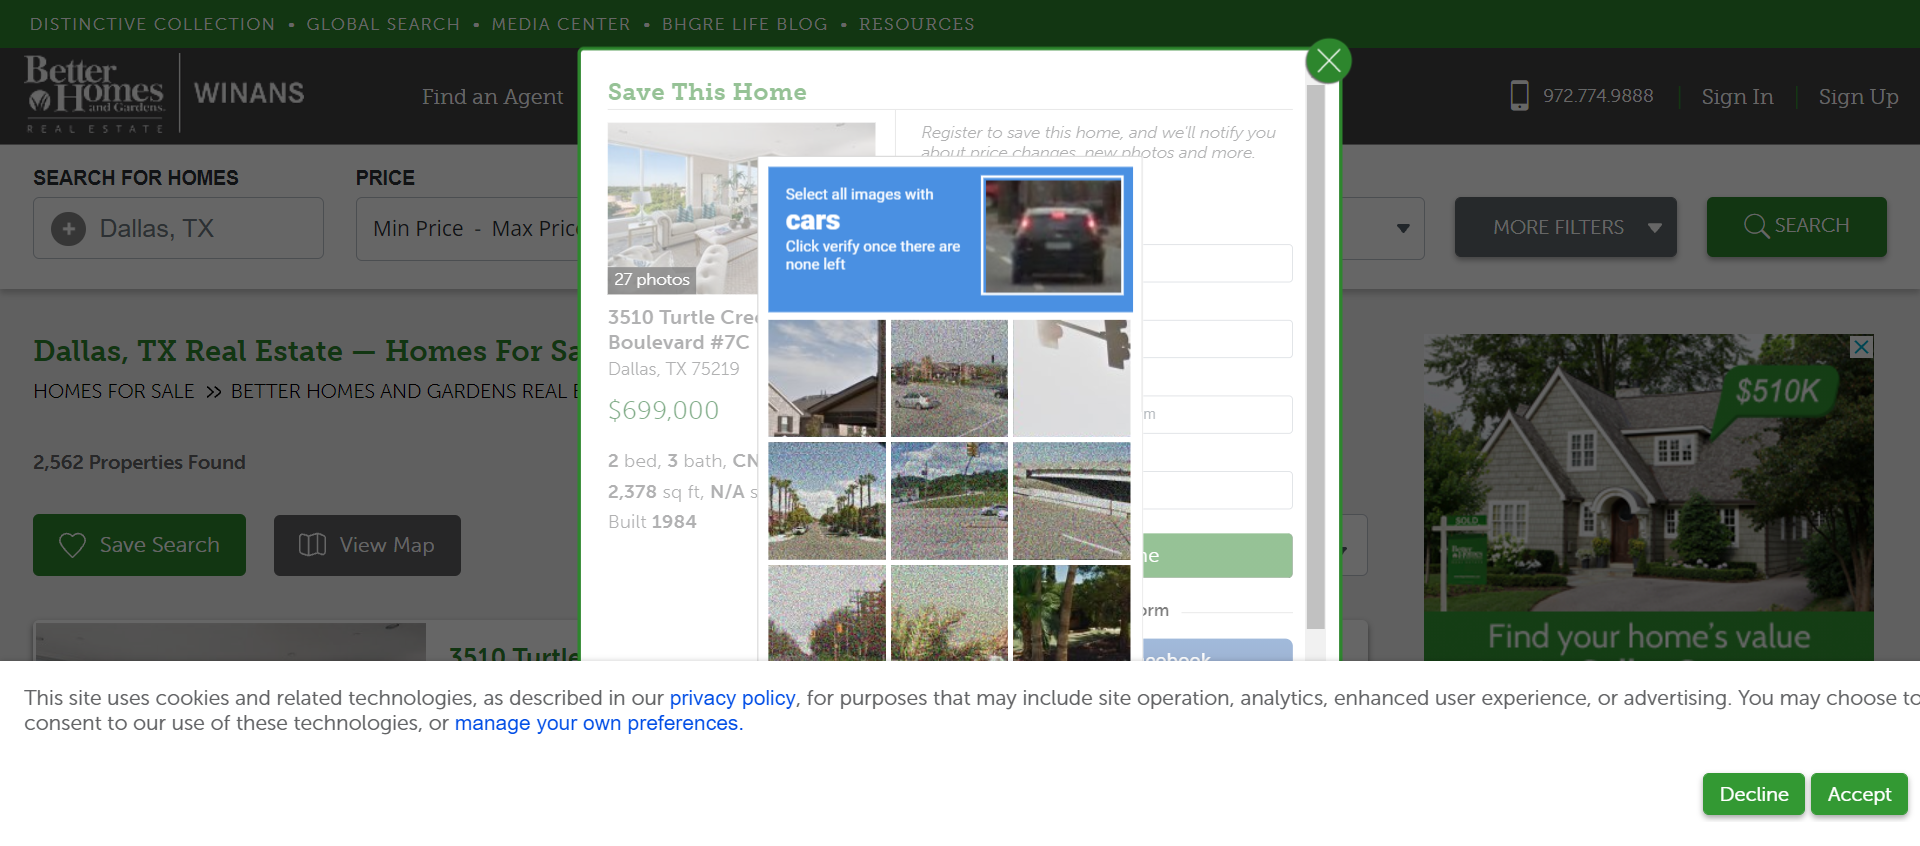 DISTINCTIVE COLLECTION • GLOBAL SEARCH • MEDIA CENTER • BHGRE LIFE BLOG • RESOURCES
Better Homes and Gardens REAL ESTATE
WINANS
Find an Agent
972.774.9888
Sign In
Sign Up
SEARCH FOR HOMES
Dallas, TX
PRICE
Min Price - Max Price
MORE FILTERS
SEARCH
Dallas, TX Real Estate — Homes For Sa
HOMES FOR SALE >> BETTER HOMES AND GARDENS REAL E
2,562 Properties Found
Save Search
View Map
3510 Turtle
Save This Home
Register to save this home, and we'll notify you
about price changes, new photos and more.
27 photos
3510 Turtle Cree
Boulevard #7C
Dallas, TX 75219
$699,000
2 bed, 3 bath, CN
2,378 sq ft, N/A s
Built 1984
Select all images with
cars
Click verify once there are
none left
m
ne
orm
cebook
$510K
SOLD
Find your home's value
This site uses cookies and related technologies, as described in our privacy policy, for purposes that may include site operation, analytics, enhanced user experience, or advertising. You may choose to
consent to our use of these technologies, or manage your own preferences.
Decline
Accept